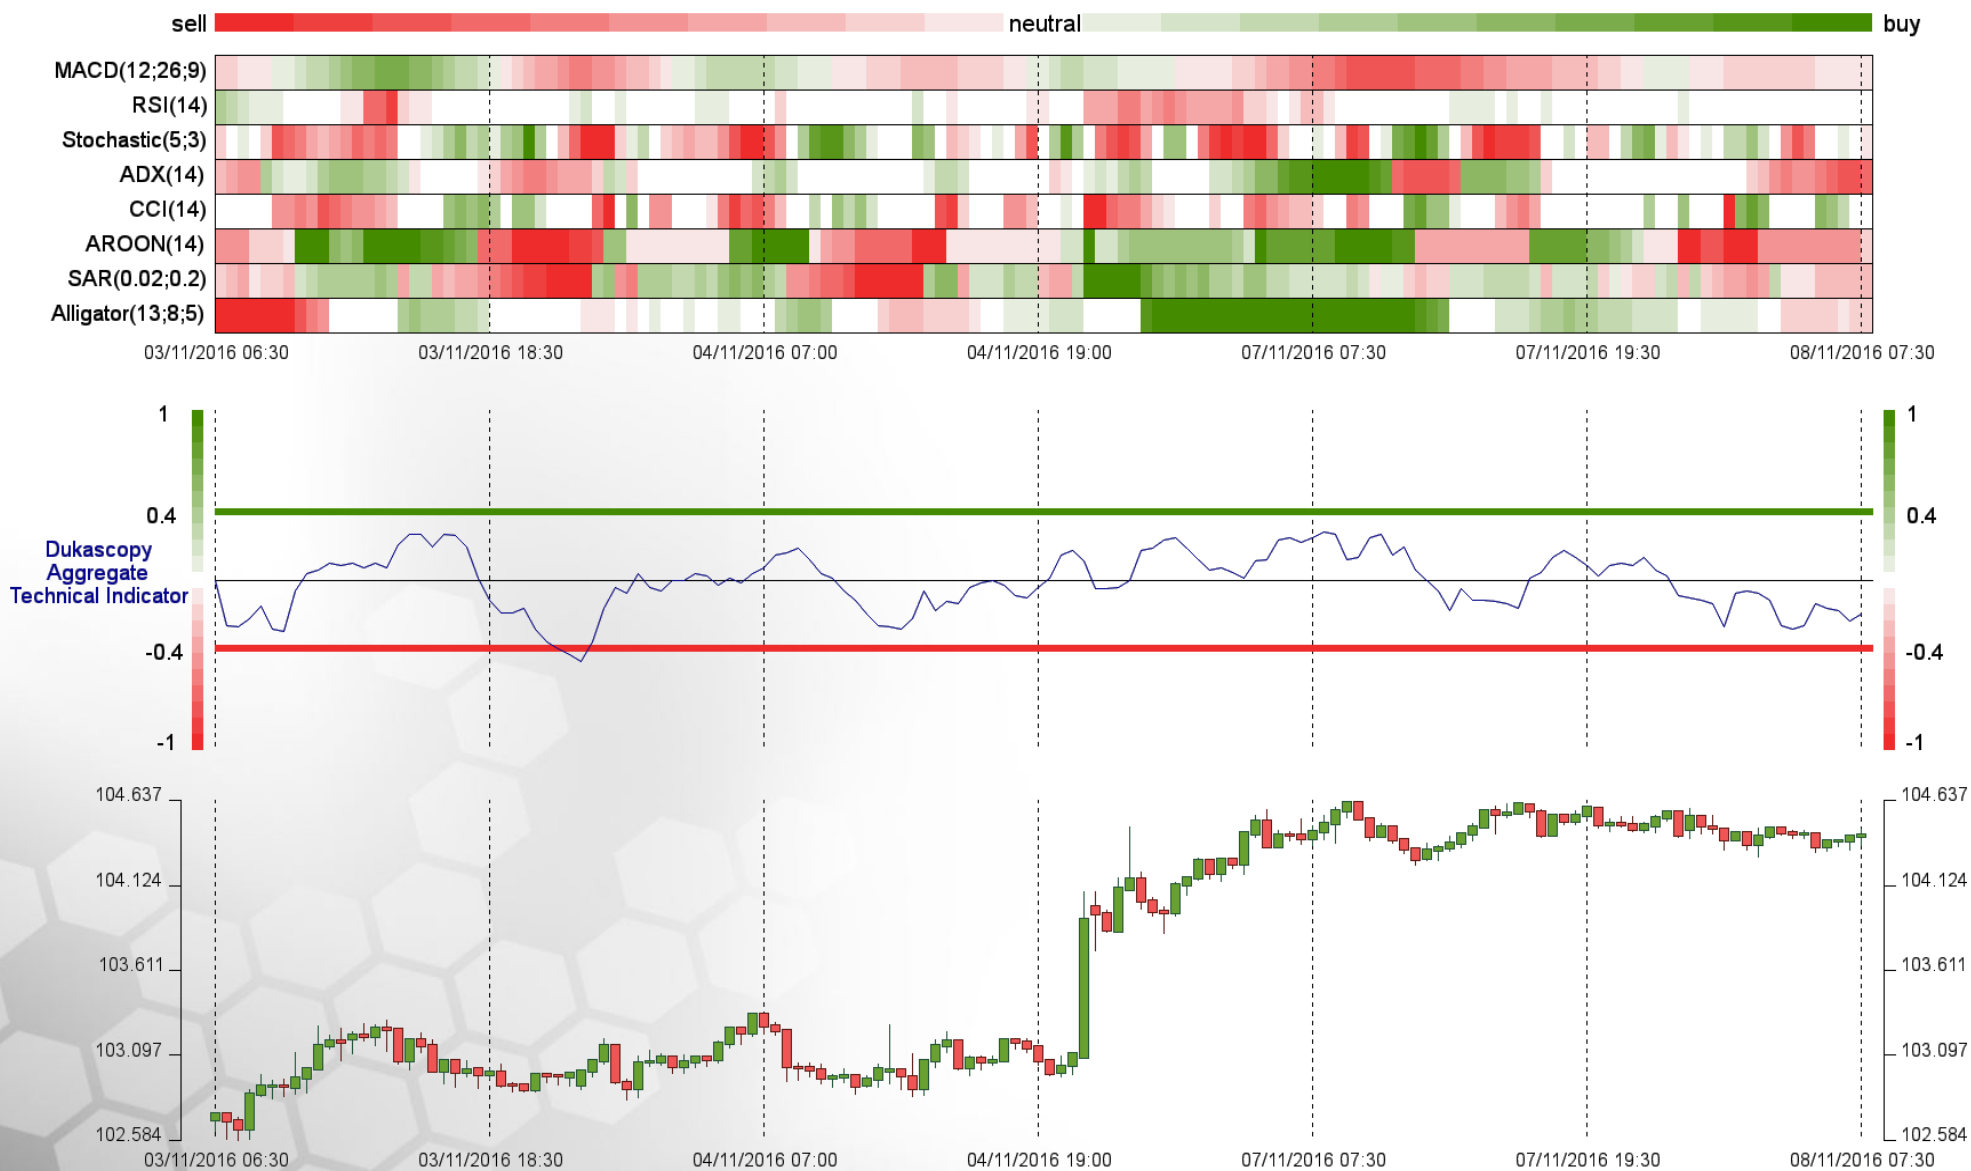 sell neutral buy
MACD(12;26;9)
RSI(14)
Stochastic(5;3)
ADX(14)
CCI(14)
AROON(14)
SAR(0.02;0.2)
Alligator(13;8;5)
03/11/2016 06:30 03/11/2016 18:30 04/11/2016 07:00 04/11/2016 19:00 07/11/2016 07:30 07/11/2016 19:30 08/11/2016 07:30
1 1
0.4 0.4
Dukascopy
Aggregate
Technical Indicator
-0.4 -0.4
-1 -1
104.637 104.637
104.124 104.124
103.611 103.611
103.097 103.097
102.584 102.584
03/11/2016 06:30 03/11/2016 18:30 04/11/2016 07:00 04/11/2016 19:00 07/11/2016 07:30 07/11/2016 19:30 08/11/2016 07:30